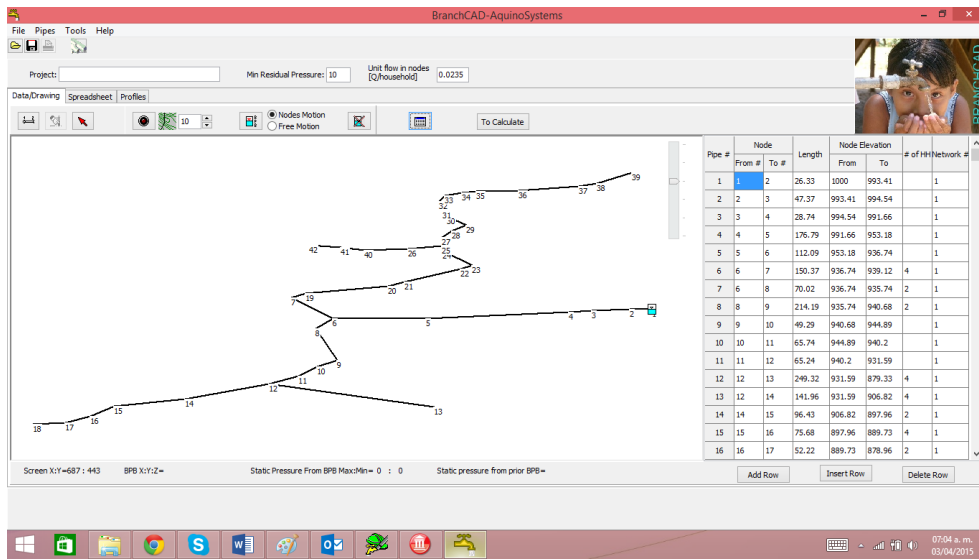 BranchCAD-AquinoSystems
File Pipes Tools Help
Project: Min Residual Pressure: 10 Unit flow in nodes [Q/household] 0.0235
BRANCHCAD
Data/Drawing Spreadsheet Profiles
10 Nodes Motion
Free Motion
To Calculate
Pipe # Node Length Node Elevation # of HH Network #
From # To # From To
1 1 2 26.33 1000 993.41 1
2 2 3 47.37 993.41 994.54 1
3 3 4 28.74 994.54 991.66 1
4 4 5 176.79 991.66 953.18 1
5 5 6 112.09 953.18 936.74 1
6 6 7 150.37 936.74 939.12 4 1
7 6 8 70.02 936.74 935.74 2 1
8 8 9 214.19 935.74 940.68 2 1
9 9 10 49.29 940.68 944.89 1
10 10 11 65.74 944.89 940.2 1
11 11 12 65.24 940.2 931.59 1
12 12 13 249.32 931.59 879.33 4 1
13 12 14 141.96 931.59 906.82 4 1
14 14 15 96.43 906.82 897.96 2 1
15 15 16 75.68 897.96 889.73 4 1
16 16 17 52.22 889.73 878.96 2 1
39
38
37
36
35
34
33
32
31
30
29
28
27
42 41 40 26 25
24
23
22
21
20
19
7
6 5 4 3 2 1
8
9
10
11
12
13
14
15
16
17
18
Screen X:Y=687 : 443 BPB X:Y:Z= Static Pressure From BPB Max:Min= 0 : 0 Static pressure from prior BPB=
Add Row Insert Row Delete Row
07:04 a. m.
03/04/2015